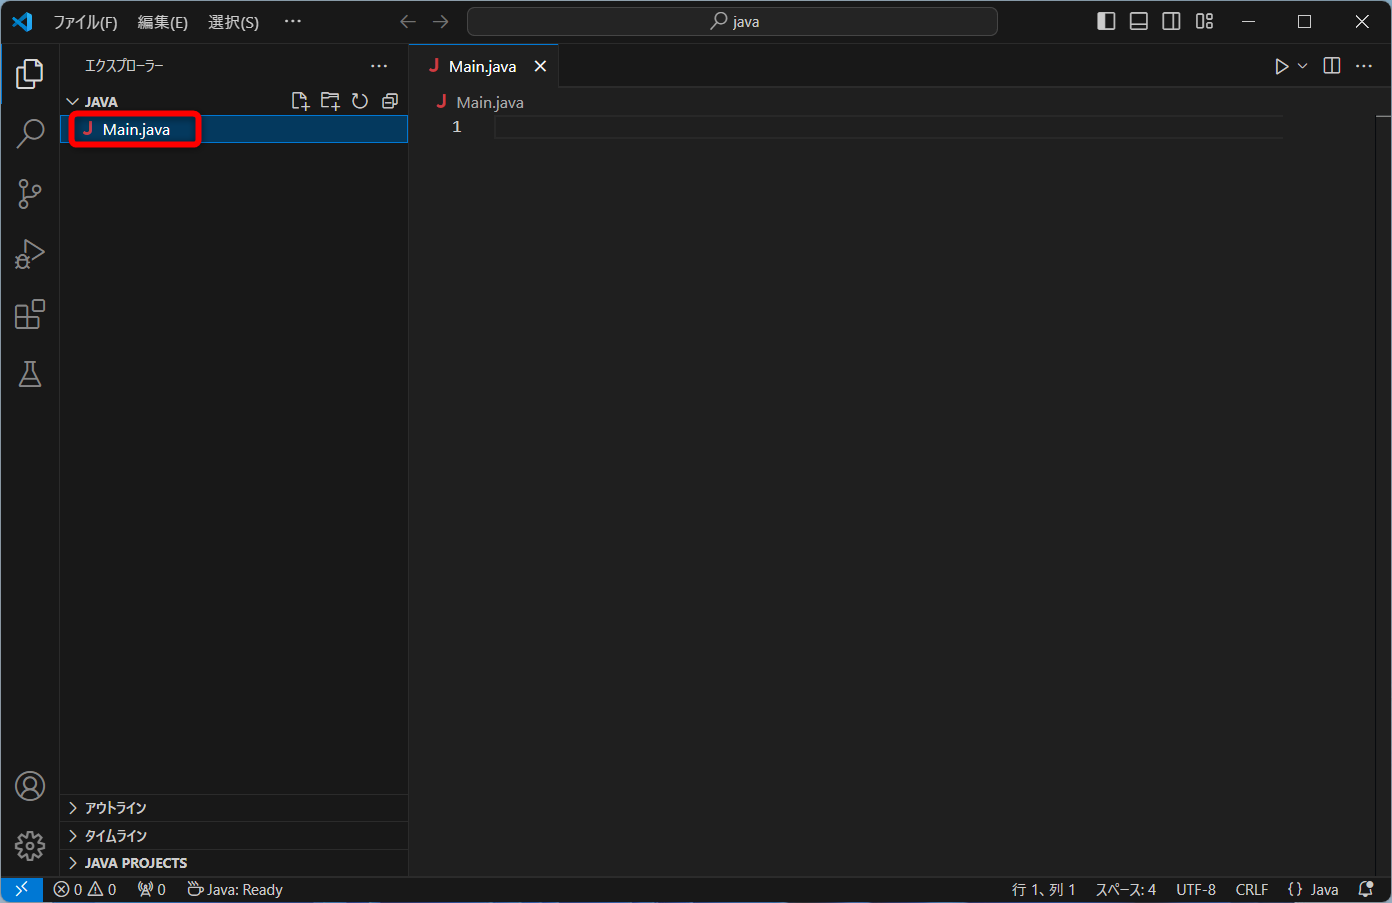 ファイル(F) 編集(E) 選択(S) ··· java
エクスプローラー ···
Main.java
JAVA
Main.java
Main.java
1
アウトライン
タイムライン
JAVA PROJECTS
0 0 0 Java: Ready 行 1、列 1 スペース: 4 UTF-8 CRLF {} Java